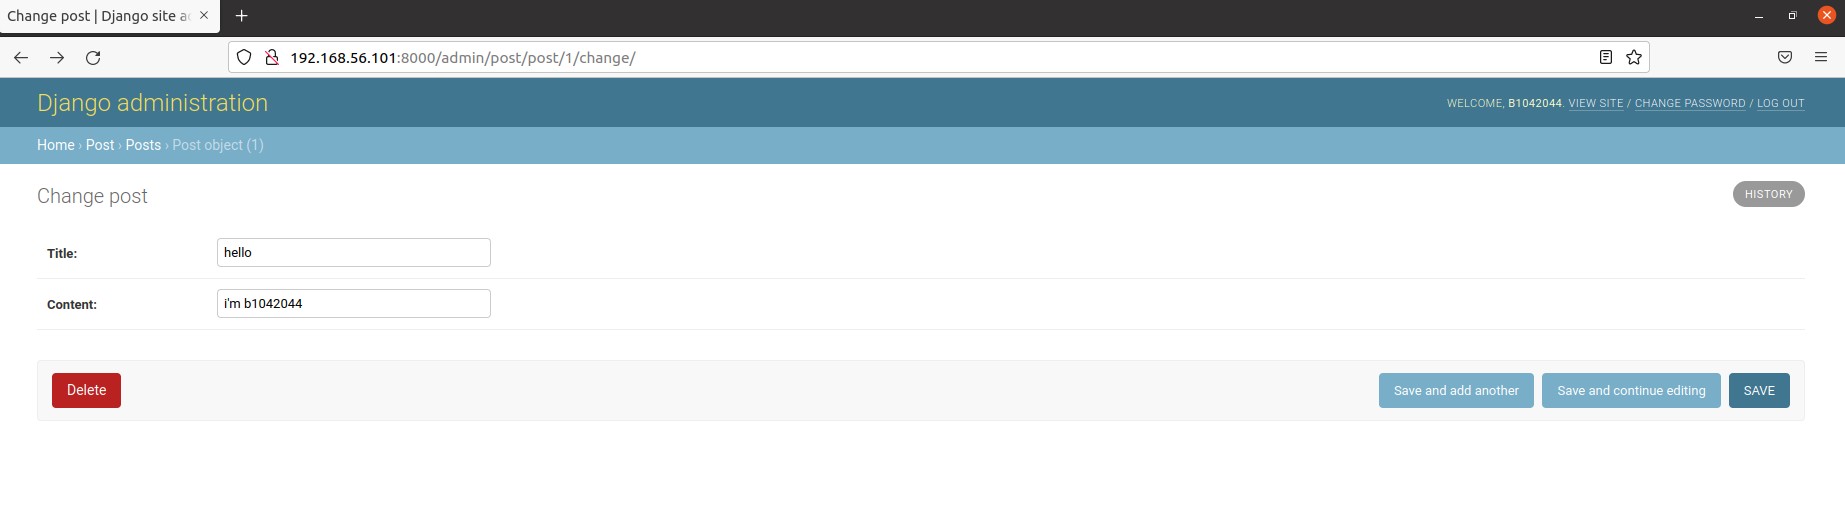 Change post | Django site a
192.168.56.101:8000/admin/post/post/1/change/
Django administration
WELCOME, B1042044. VIEW SITE / CHANGE PASSWORD / LOG OUT
Home › Post › Posts › Post object (1)
Change post
HISTORY
Title: hello
Content: i'm b1042044
Delete Save and add another Save and continue editing SAVE